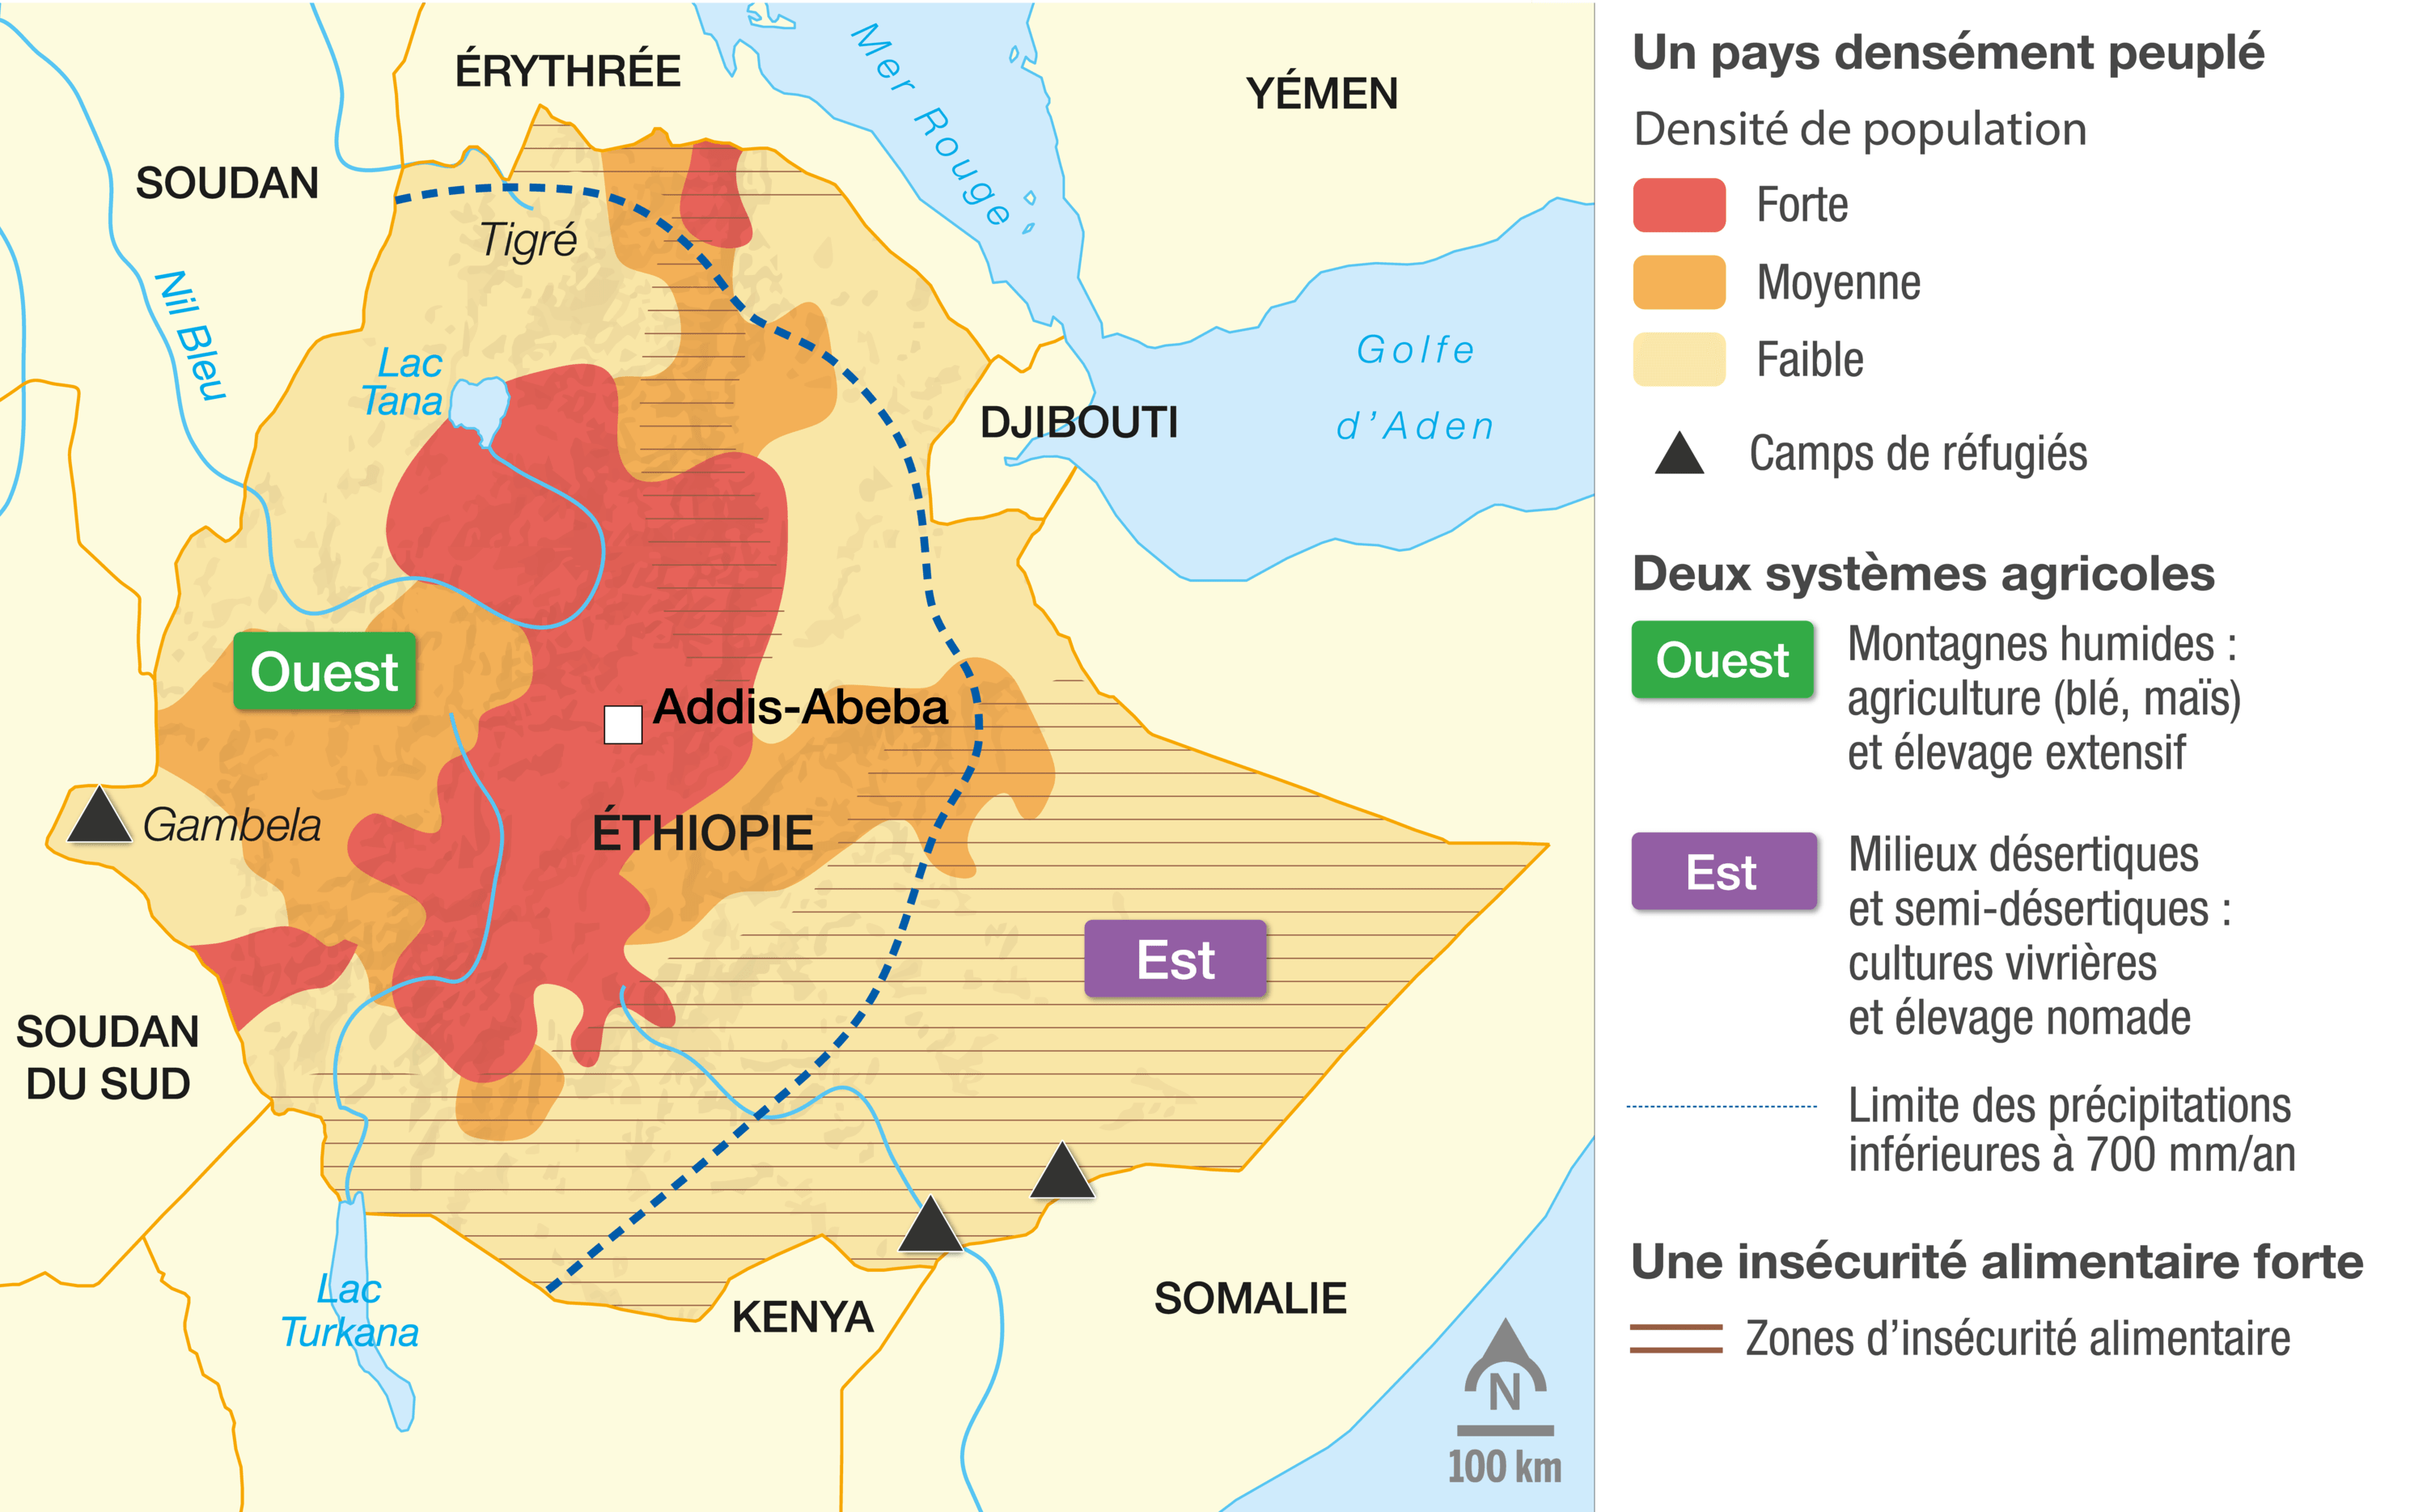 ÉRYTHRÉE
Mer Rouge
YÉMEN
SOUDAN
Tigré
Nil Bleu
Lac
Tana
Golfe
d’Aden
DJIBOUTI
Ouest
Addis-Abeba
Gambela
ÉTHIOPIE
Est
SOUDAN
DU SUD
Lac
Turkana
KENYA
SOMALIE
N
100 km
Un pays densément peuplé
Densité de population
Forte
Moyenne
Faible
Camps de réfugiés
Deux systèmes agricoles
Ouest
Montagnes humides :
agriculture (blé, maïs)
et élevage extensif
Est
Milieux désertiques
et semi-désertiques :
cultures vivrières
et élevage nomade
Limite des précipitations
inférieures à 700 mm/an
Une insécurité alimentaire forte
Zones d’insécurité alimentaire